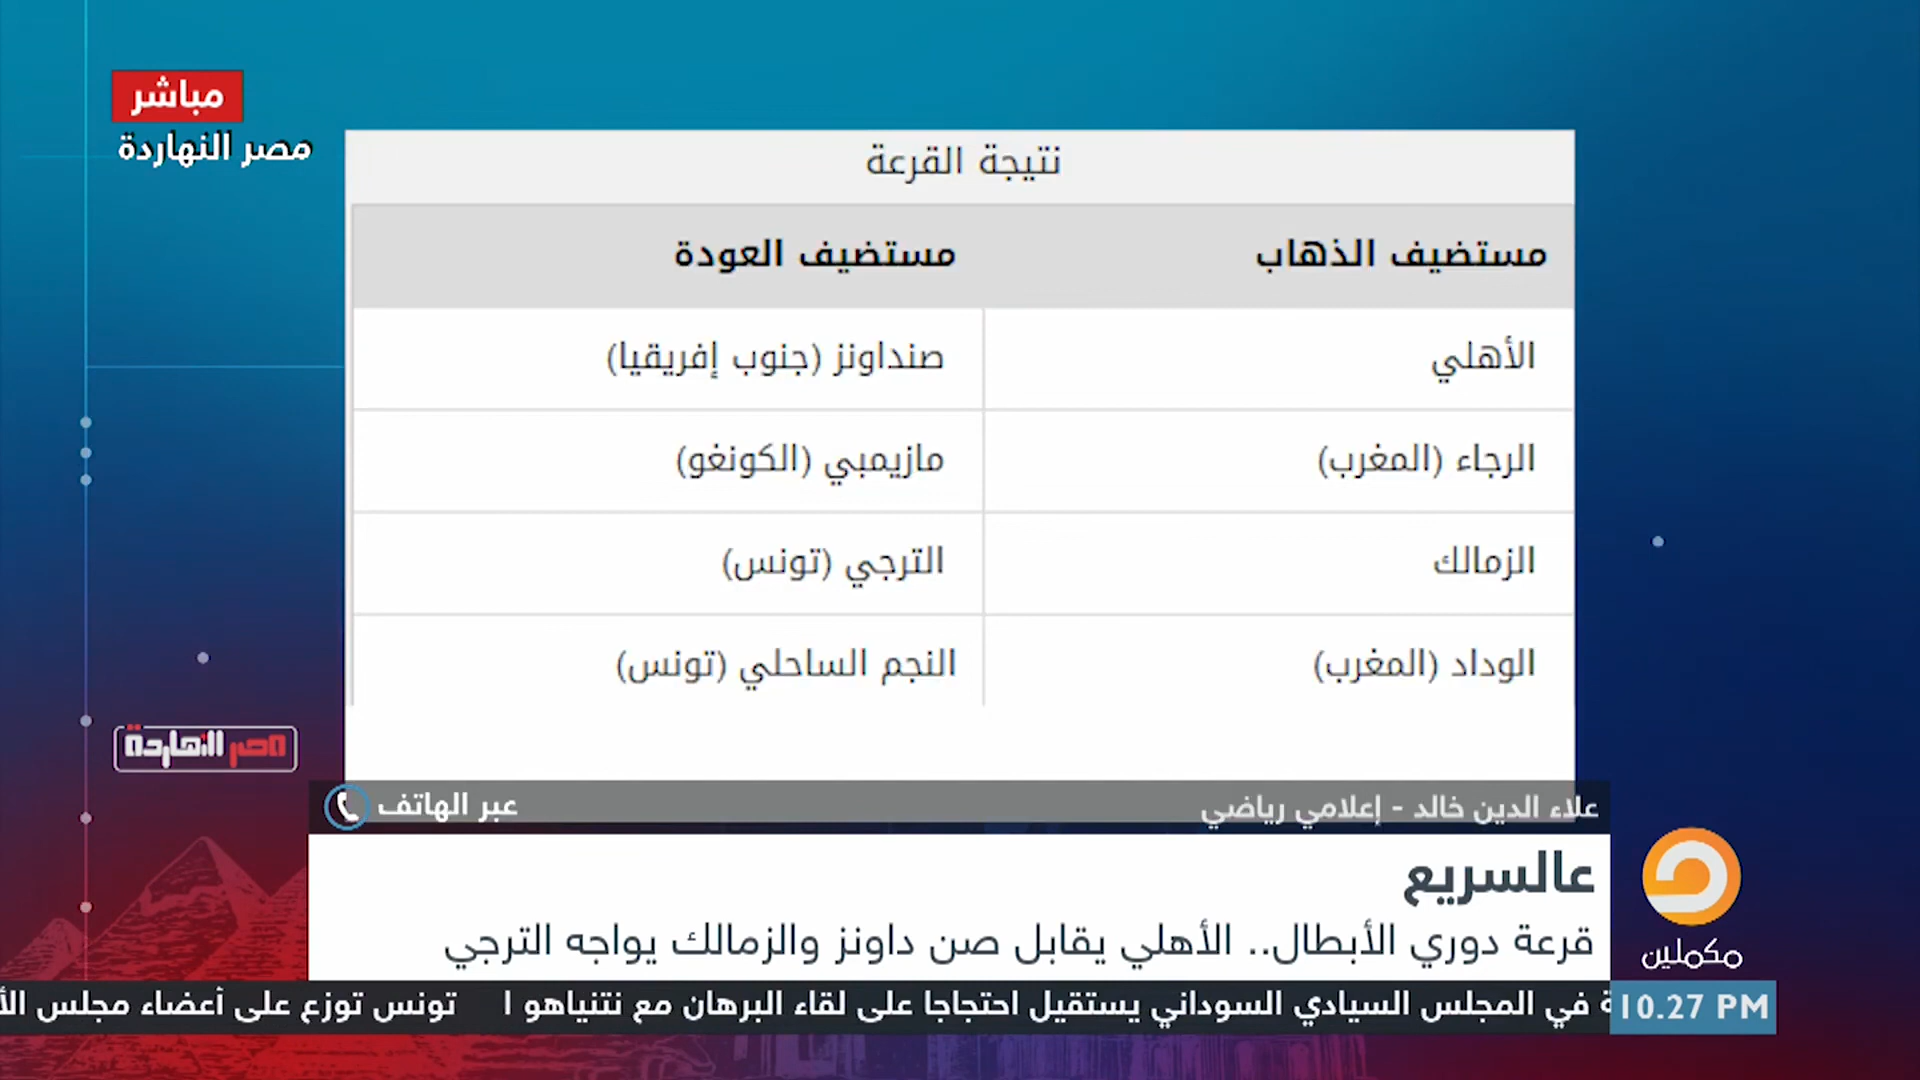 مباشر
مصر النهاردة
نتيجة القرعة
مستضيف الذهاب مستضيف العودة
الأهلي صنداونز (جنوب إفريقيا)
الرجاء (المغرب) مازيمبي (الكونغو)
الزمالك الترجي (تونس)
الوداد (المغرب) النجم الساحلي (تونس)
مصر النهاردة
علاء الدين خالد - إعلامي رياضي عبر الهاتف
عالسريع
قرعة دوري الأبطال.. الأهلي يقابل صن داونز والزمالك يواجه الترجي
مكملين
في المجلس السيادي السوداني يستقيل احتجاجا على لقاء البرهان مع نتنياهو ا تونس توزع على أعضاء مجلس
10.27 PM